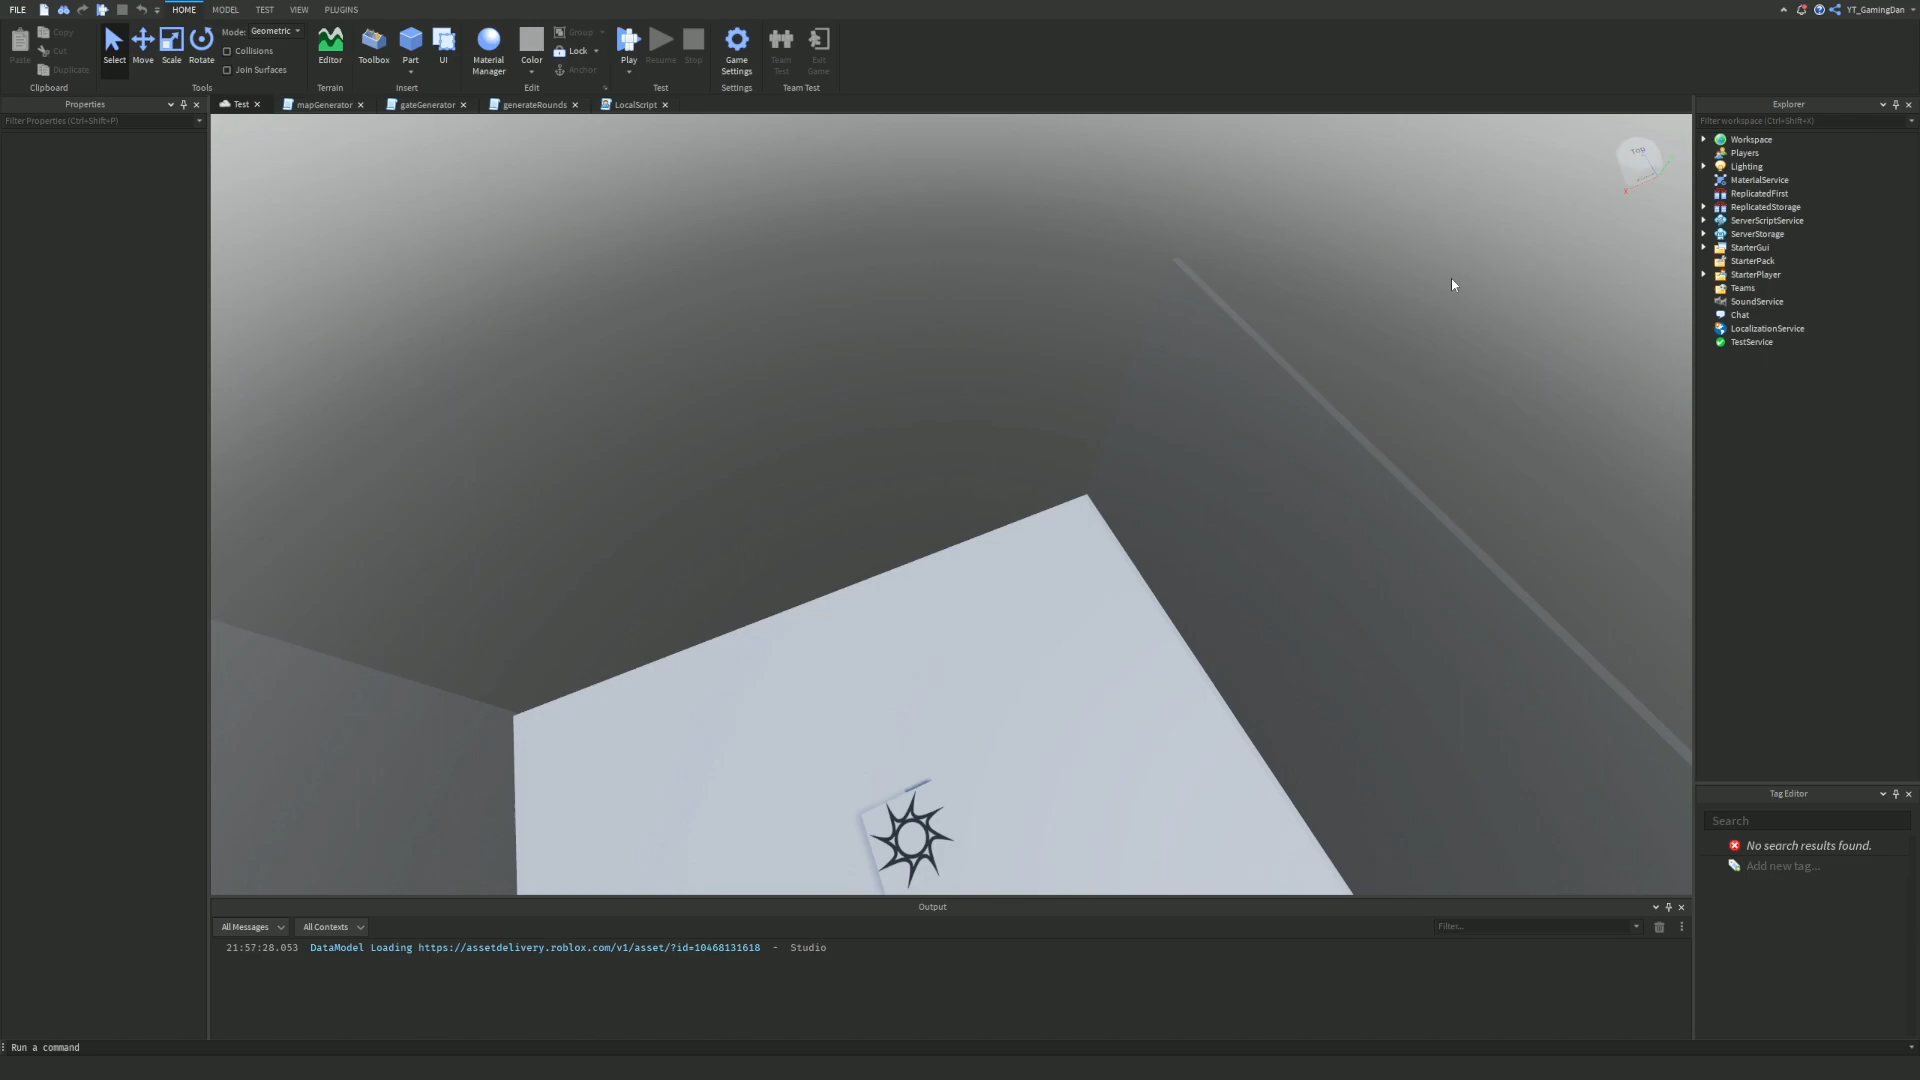 FILE HOME MODEL TEST VIEW PLUGINS YT_GamingDan
Paste Copy Cut Duplicate
Clipboard
Select Move Scale Rotate
Mode: Geometric
Collisions
Join Surfaces
Tools
Editor
Terrain
Toolbox Part UI
Insert
Material Manager
Color
Group
Lock
Anchor
Edit
Play Resume Stop
Test
Game Settings
Settings
Team Test
Exit Game
Team Test
Properties
Filter Properties (Ctrl+Shift+P)
Test mapGenerator gateGenerator generateRounds LocalScript
Top
X
Explorer
Filter workspace (Ctrl+Shift+X)
Workspace
Players
Lighting
MaterialService
ReplicatedFirst
ReplicatedStorage
ServerScriptService
ServerStorage
StarterGui
StarterPack
StarterPlayer
Teams
SoundService
Chat
LocalizationService
TestService
Tag Editor
Search
No search results found.
Add new tag...
Output
All Messages All Contexts Filter...
21:57:28.053 DataModel Loading https://assetdelivery.roblox.com/v1/asset/?id=10468131618 - Studio
Run a command